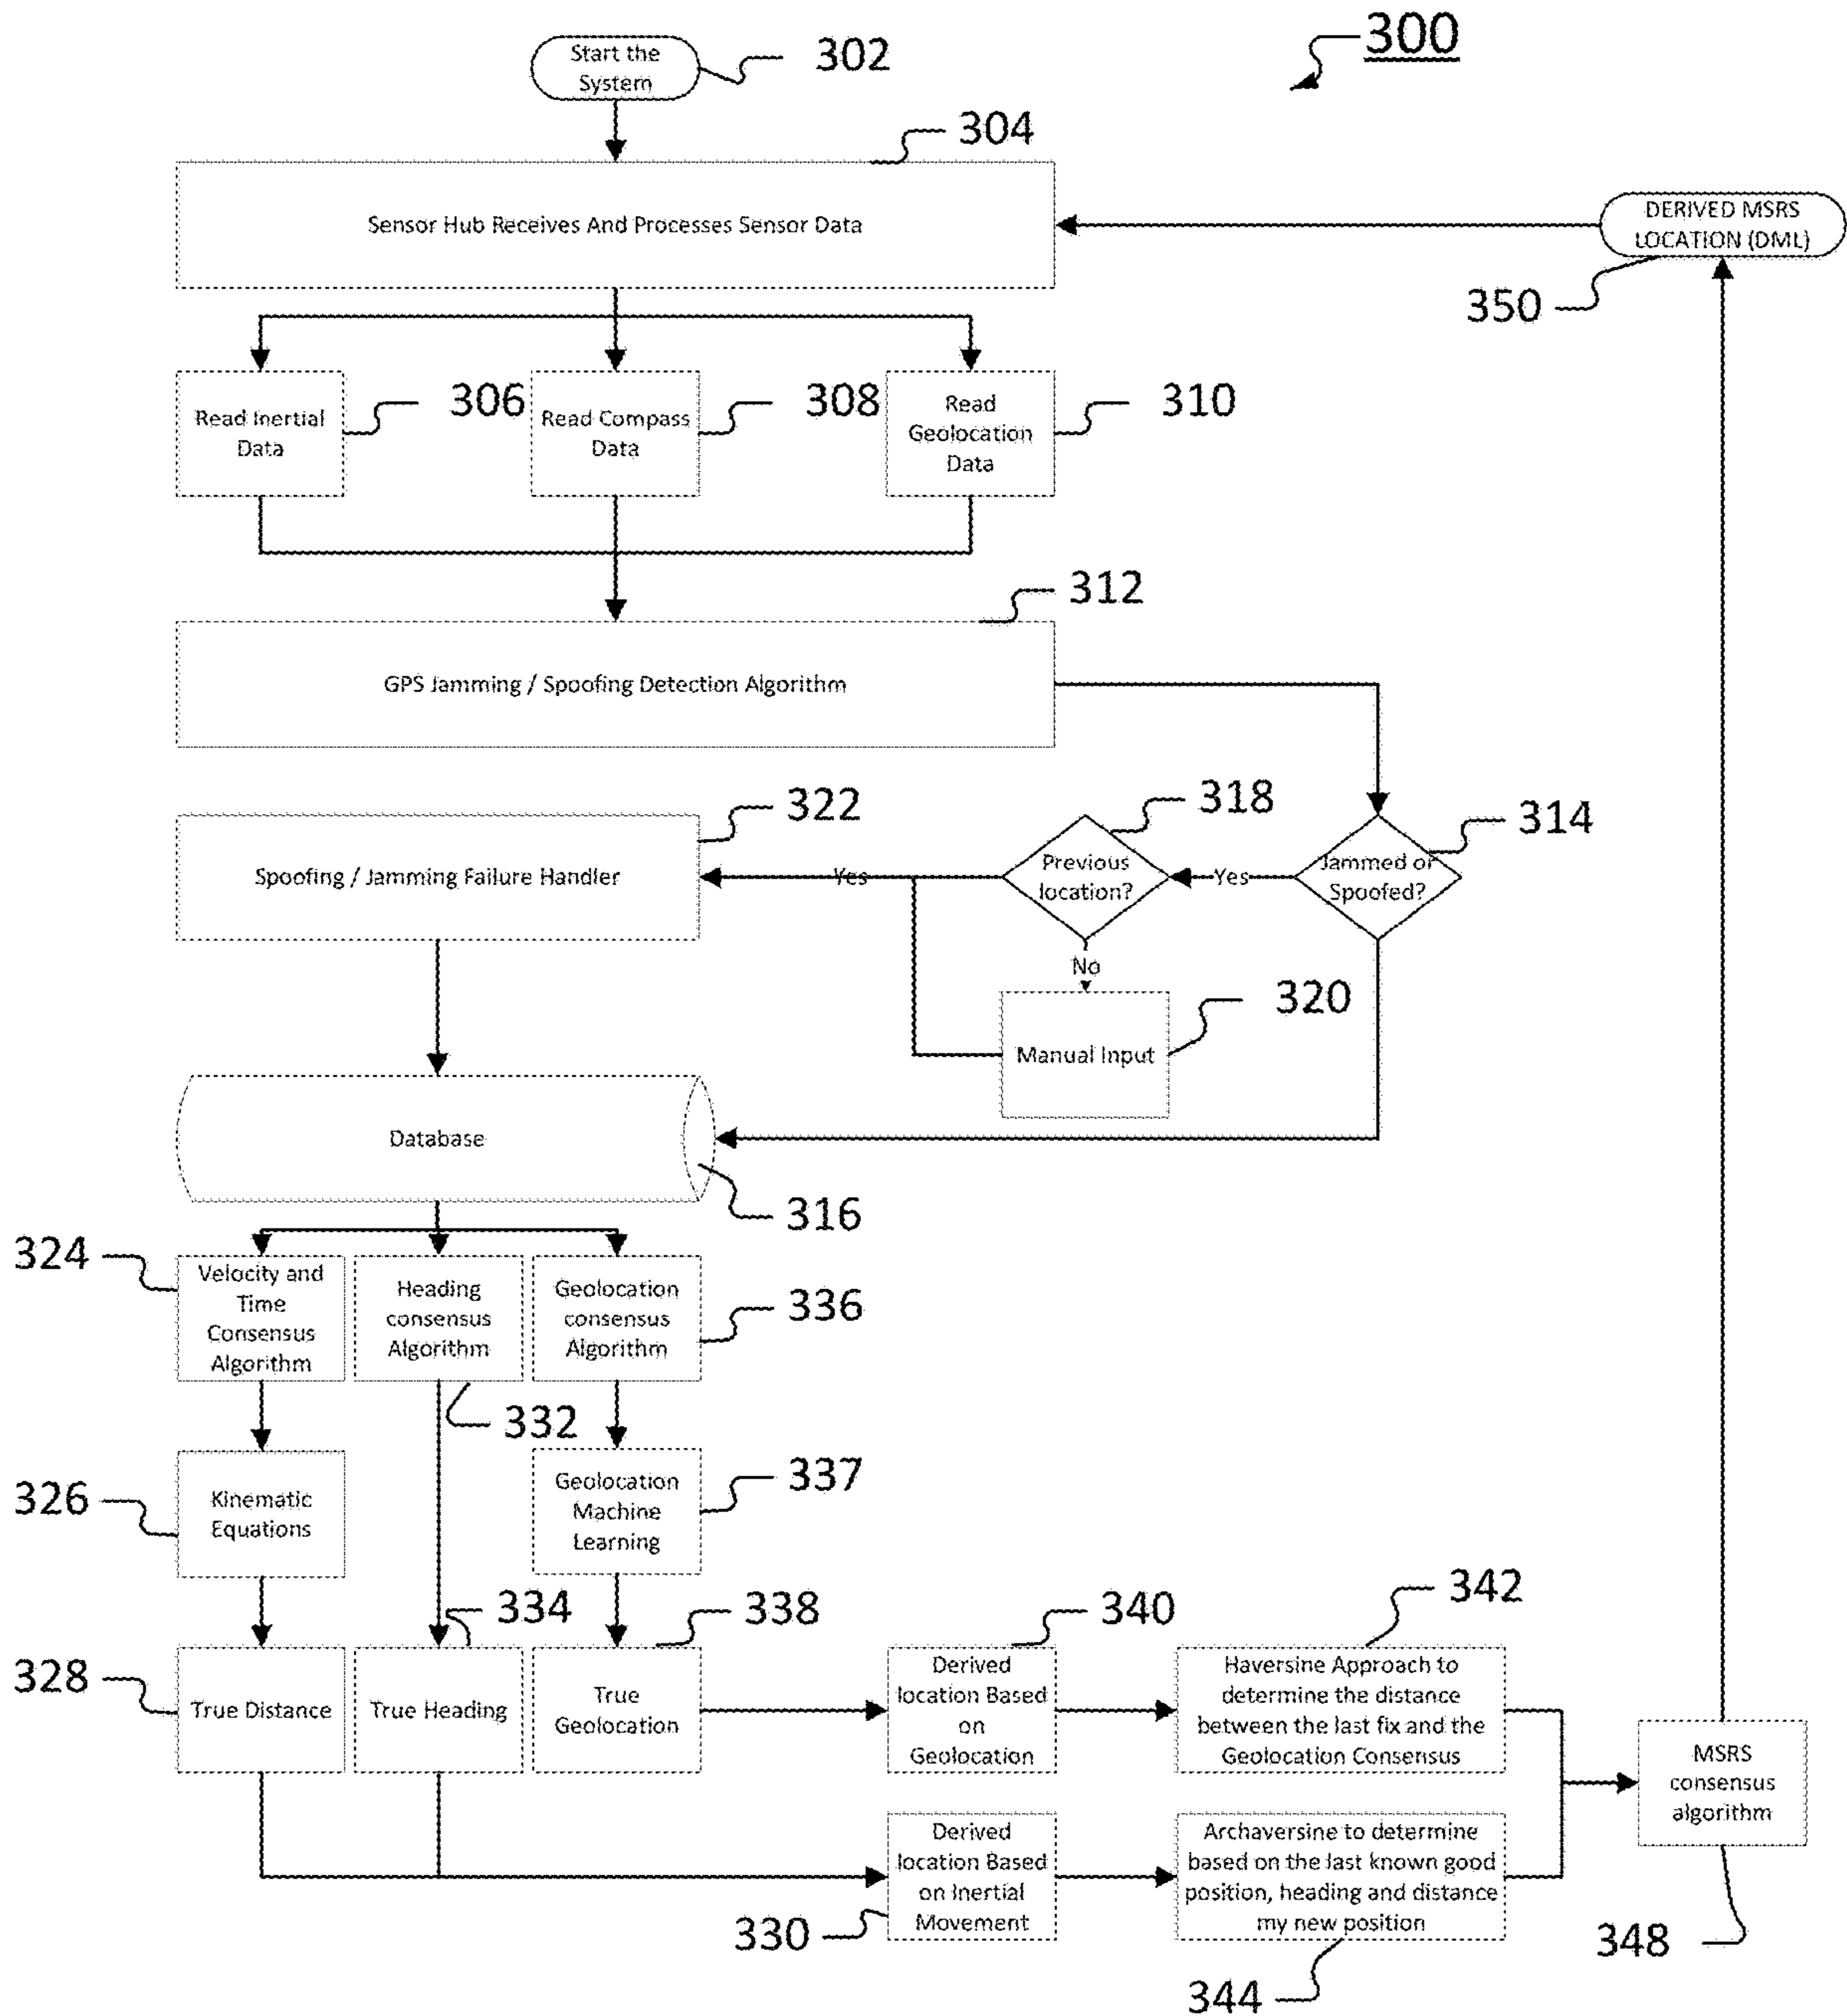 300
Start the
System
302
304
Sensor Hub Receives And Processes Sensor Data
DERIVED MSRS
LOCATION (DML)
350
Read Inertial
Data
306
Read Compass
Data
308
Read
Geolocation
Data
310
312
GPS Jamming / Spoofing Detection Algorithm
322
Spoofing / Jamming Failure Handler
Yes
318
Previous
location?
Yes
314
Jammed or
Spoofed?
No
320
Manual Input
Database
316
324
Velocity and
Time
Consensus
Algorithm
Heading
consensus
Algorithm
332
Geolocation
consensus
Algorithm
336
326
Kinematic
Equations
Geolocation
Machine
Learning
337
328
True Distance
334
True Heading
338
True
Geolocation
340
Derived
location Based
on
Geolocation
342
Haversine Approach to
determine the distance
between the last fix and the
Geolocation Consensus
MSRS
consensus
algorithm
348
Derived
location Based
on Inertial
Movement
330
Archaversine to determine
based on the last known good
position, heading and distance
my new position
344